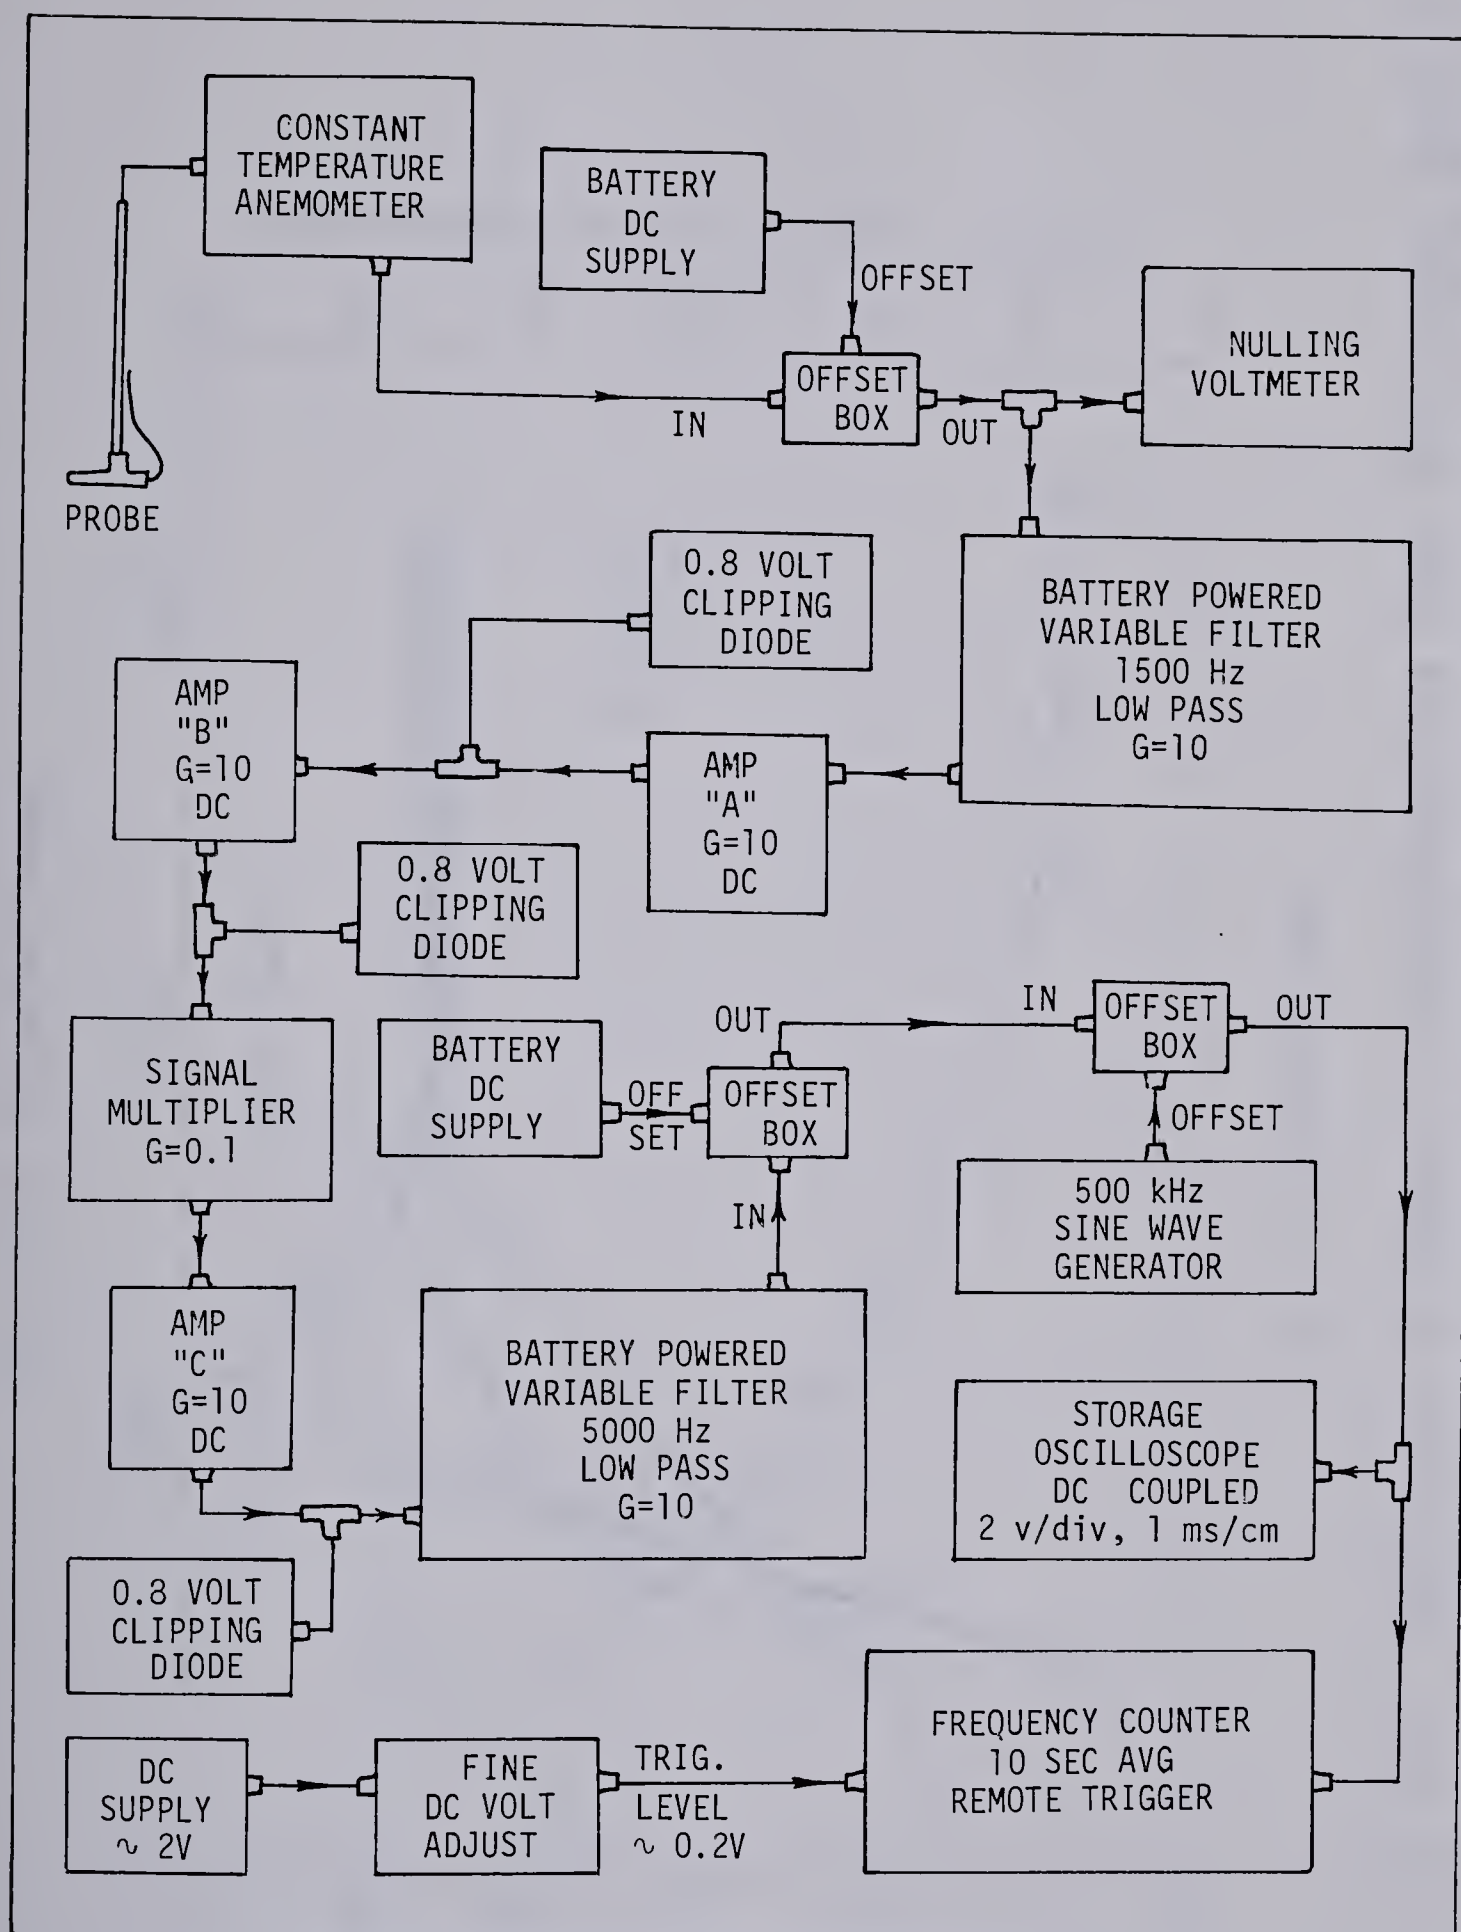 CONSTANT
TEMPERATURE
ANEMOMETER
BATTERY
DC
SUPPLY
OFFSET
OFFSET
BOX
IN
OUT
NULLING
VOLTMETER
PROBE
0.8 VOLT
CLIPPING
DIODE
BATTERY POWERED
VARIABLE FILTER
1500 Hz
LOW PASS
G=10
AMP
"B"
G=10
DC
AMP
"A"
G=10
DC
0.8 VOLT
CLIPPING
DIODE
SIGNAL
MULTIPLIER
G=0.1
BATTERY
DC
SUPPLY
OFF
SET
OUT
OFFSET
BOX
IN
IN
OFFSET
BOX
OUT
OFFSET
500 kHz
SINE WAVE
GENERATOR
AMP
"C"
G=10
DC
BATTERY POWERED
VARIABLE FILTER
5000 Hz
LOW PASS
G=10
STORAGE
OSCILLOSCOPE
DC COUPLED
2 v/div, 1 ms/cm
0.8 VOLT
CLIPPING
DIODE
DC
SUPPLY
~ 2V
FINE
DC VOLT
ADJUST
TRIG.
LEVEL
~ 0.2V
FREQUENCY COUNTER
10 SEC AVG
REMOTE TRIGGER